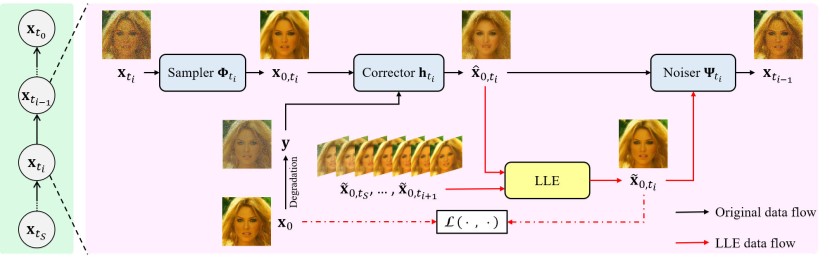 x_{t_0}
x_{t_{i-1}}
x_{t_i}
x_{t_S}
x_{t_i}
Sampler Φ_{t_i}
x_{0,t_i}
Corrector h_{t_i}
x̂_{0,t_i}
Noiser Ψ_{t_i}
x_{t_{i-1}}
y
Degradation
x̃_{0,t_S}, … , x̃_{0,t_{i+1}}
LLE
x̃_{0,t_i}
x_0
ℒ( · , · )
Original data flow
LLE data flow